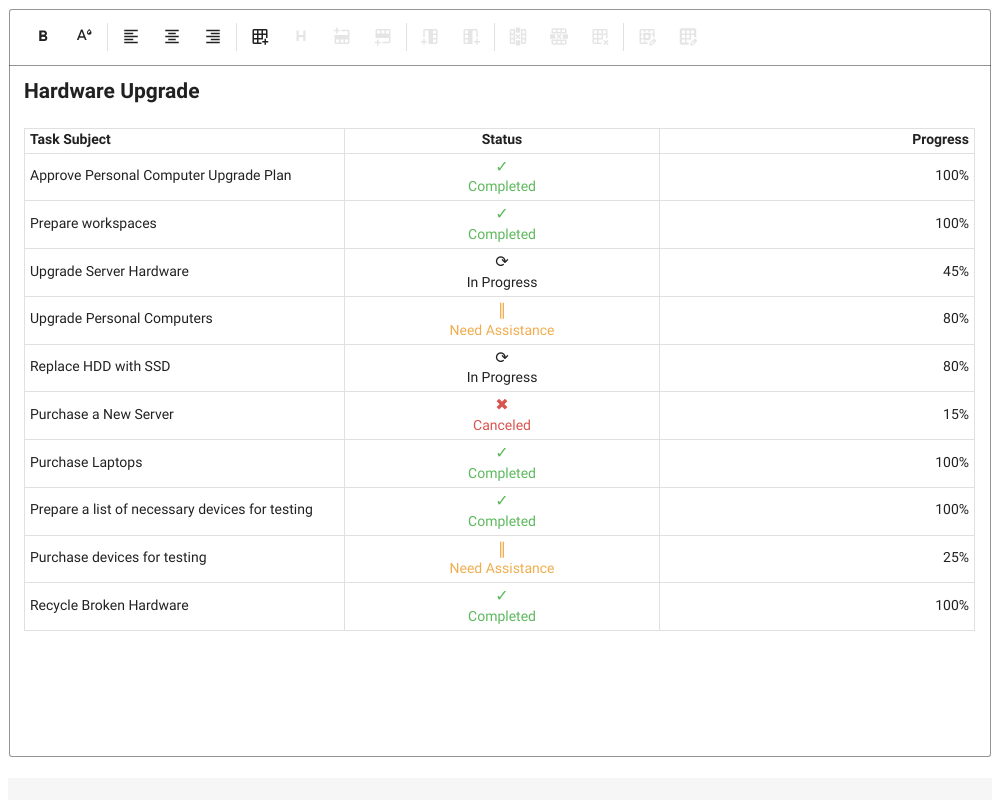 B A H
Hardware Upgrade
Task Subject Status Progress
✓
Approve Personal Computer Upgrade Plan 100%
Completed
✓
Prepare workspaces 100%
Completed
⟳
Upgrade Server Hardware 45%
In Progress
‖
Upgrade Personal Computers 80%
Need Assistance
⟳
Replace HDD with SSD 80%
In Progress
✖
Purchase a New Server 15%
Canceled
✓
Purchase Laptops 100%
Completed
✓
Prepare a list of necessary devices for testing 100%
Completed
‖
Purchase devices for testing 25%
Need Assistance
✓
Recycle Broken Hardware 100%
Completed